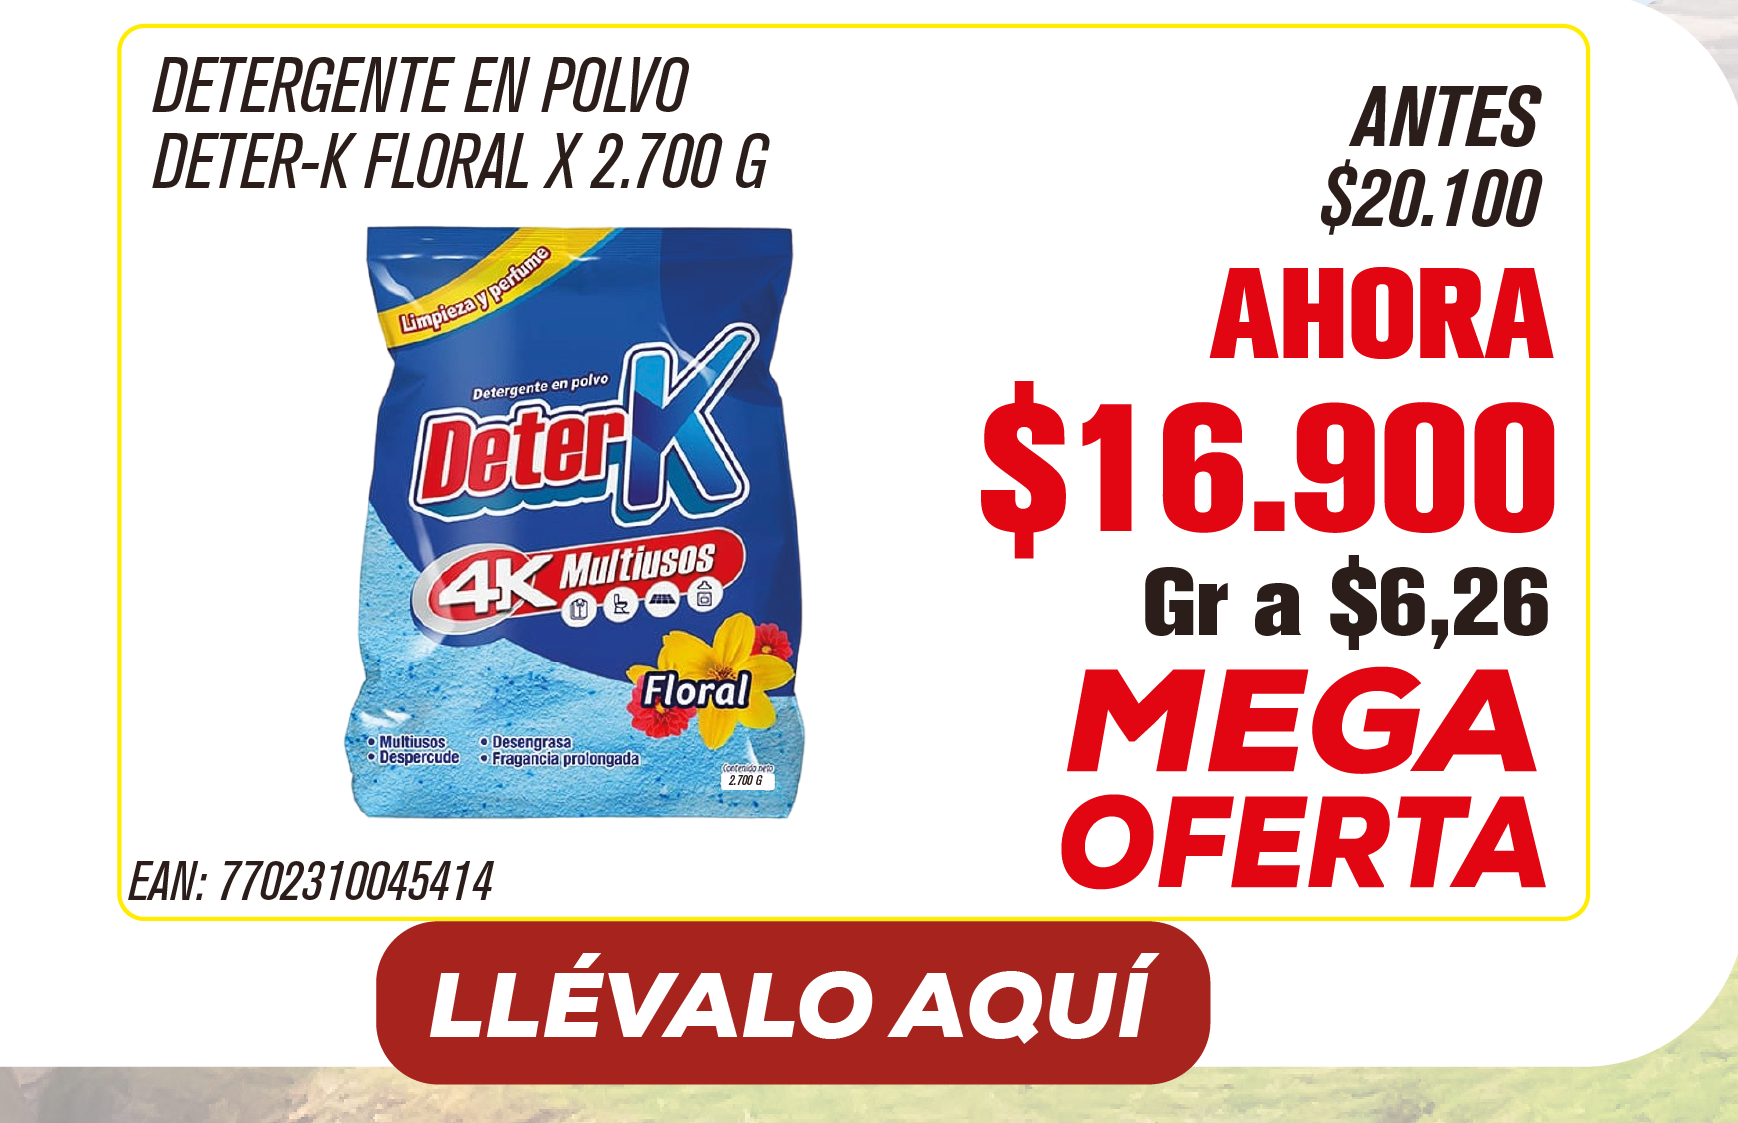 DETERGENTE EN POLVO
DETER-K FLORAL X 2.700 G
ANTES
$20.100
AHORA
$16.900
Gr a $6,26
MEGA
OFERTA
Limpieza y perfume
Detergente en polvo
Deter K
4K Multiusos
Floral
• Multiusos
• Despercude
• Desengrasa
• Fragancia prolongada
Contenido neto
2.700 G
EAN: 7702310045414
LLÉVALO AQUÍ